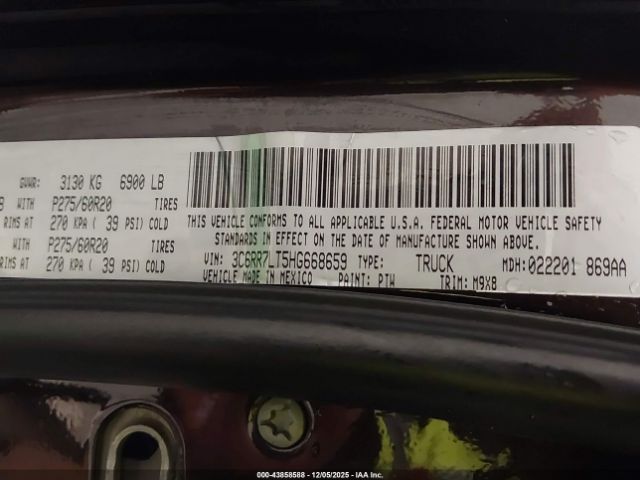 GVWR: 3130 KG 6900 LB
B WITH P275/60R20 TIRES
RIMS AT 270 KPA ( 39 PSI) COLD
WITH P275/60R20 TIRES
RIMS AT 270 KPA ( 39 PSI) COLD
THIS VEHICLE CONFORMS TO ALL APPLICABLE U.S.A. FEDERAL MOTOR VEHICLE SAFETY
STANDARDS IN EFFECT ON THE DATE OF MANUFACTURE SHOWN ABOVE.
VIN: 3C6RR7LT5HG668659 TYPE: TRUCK MDH:022201 869AA
VEHICLE MADE IN MEXICO PAINT: PTW TRIM: M9X8
000-43858588 - 12/05/2025 - IAA